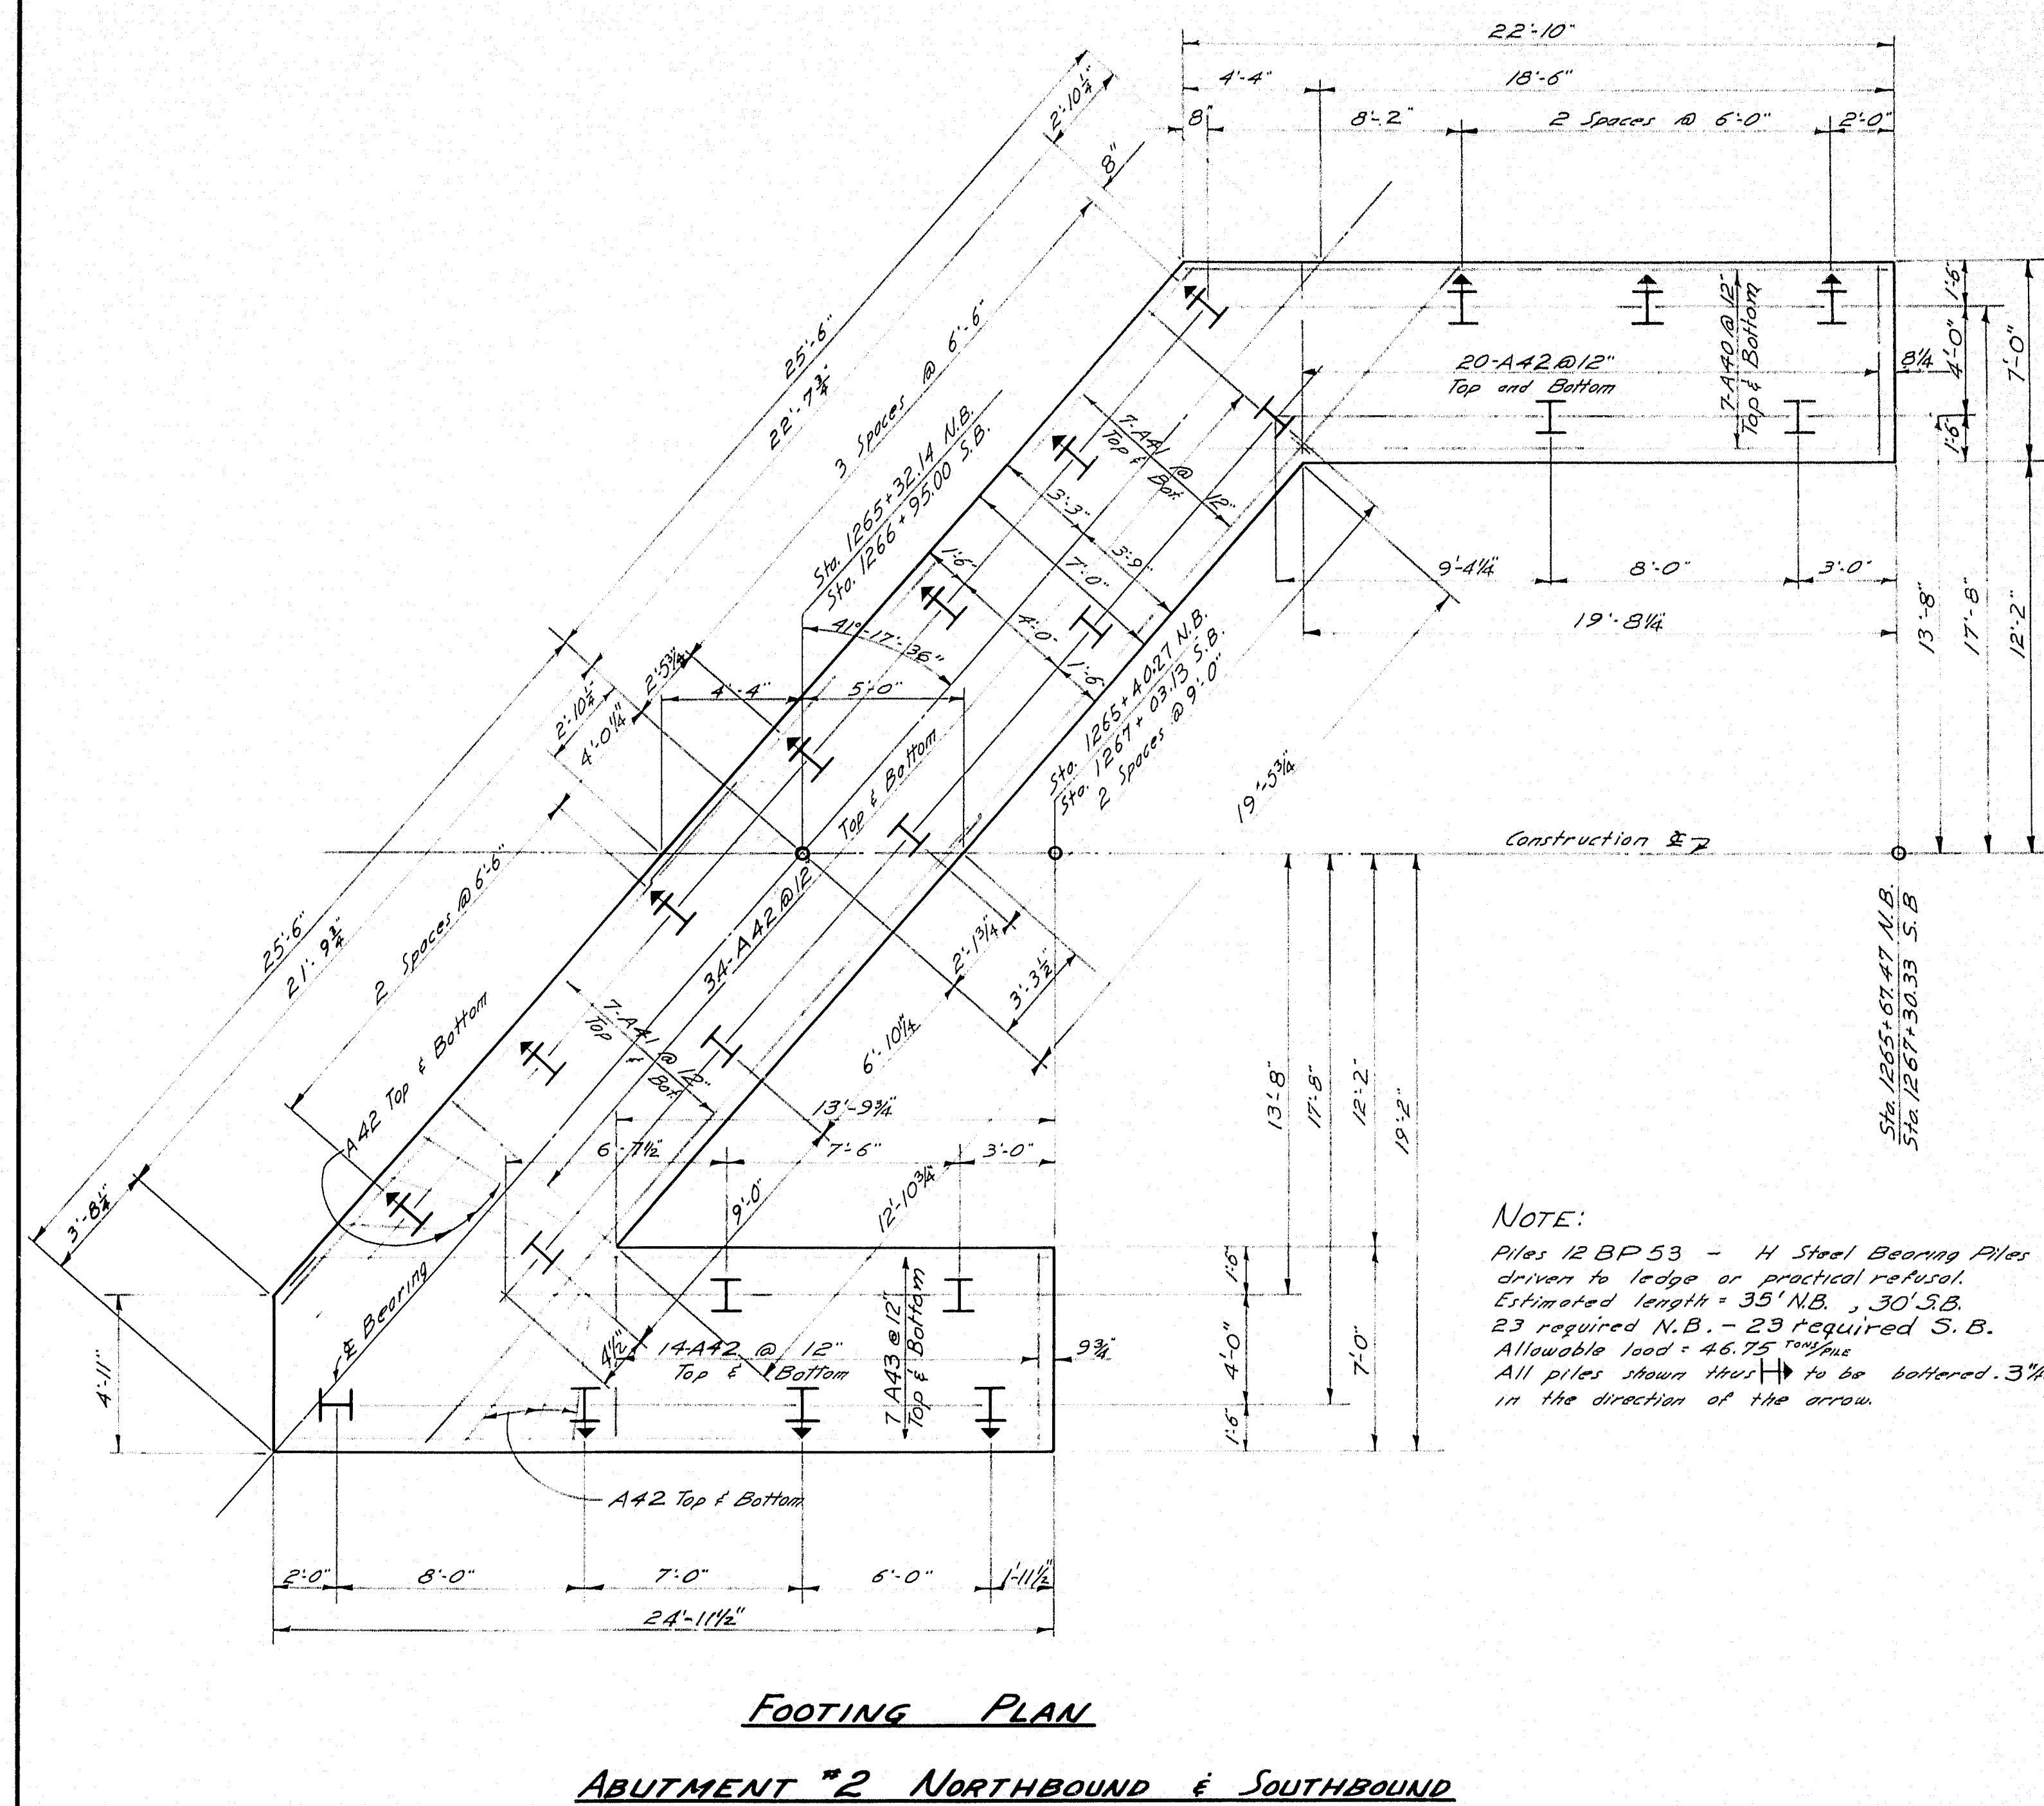 22'-10"
4'-4" 18'-6"
8" 8'-2" 2 Spaces @ 6'-0" 2'-0"
2'-10¼"
8"
25'-6"
22'-7¾"
3 Spaces @ 6'-6"
Sta. 1265+32.14 N.B.
Sta. 1266+95.00 S.B.
20-A42@12"
Top and Bottom
7-A40@12"
Top & Bottom
8¼
1'-6"
4'-0"
1'-6"
7'-0"
7-A41 @ 12"
Top & Bot.
3'-3"
3'-9"
7'-0"
1'-6"
4'-0"
1'-6"
9'-4¼" 8'-0" 3'-0"
19'-8¼
13'-8"
17'-8"
12'-2"
41°-17'-36"
4'-4" 5'-0"
2'-5¾"
2'-10¼"
4'-0¼"
Sta. 1265+40.27 N.B.
Sta. 1267+03.13 S.B.
2 Spaces @ 9'-0"
19'-5¾
Top & Bottom
34-A42@12"
Construction ℄
Sta. 1265+67.47 N.B.
Sta. 1267+30.33 S.B
25'-6"
21'-9¾
2 Spaces @ 6'-6"
A42 Top & Bottom
7-A41 @ 12"
Top & Bot.
2'-1¾
3'-3½"
6'-10¼
13'-9¾"
6'-7½" 7'-6" 3'-0"
9'-0"
12'-10¾
13'-8"
17'-8"
12'-2"
19'-2"
3'-8¼"
4'-11"
℄ Bearing
4½"
14-A42 @ 12"
Top & Bottom
7 A43@12"
Top & Bottom
9¾"
1'-6"
4'-0"
1'-6"
7'-0"
A42 Top & Bottom
2'-0" 8'-0" 7'-0" 6'-0" 1'-11½"
24'-11½"
NOTE:
Piles 12 BP 53 - H Steel Bearing Piles
driven to ledge or practical refusal.
Estimated length = 35' N.B. , 30' S.B.
23 required N.B. - 23 required S.B.
Allowable load = 46.75 TONS/PILE
All piles shown thus to be battered 3"/1
in the direction of the arrow.
FOOTING PLAN
ABUTMENT #2 NORTHBOUND & SOUTHBOUND